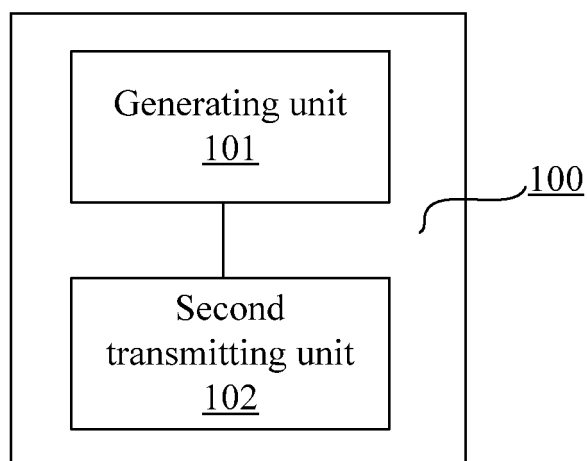 Generating unit
101
100
Second
transmitting unit
102